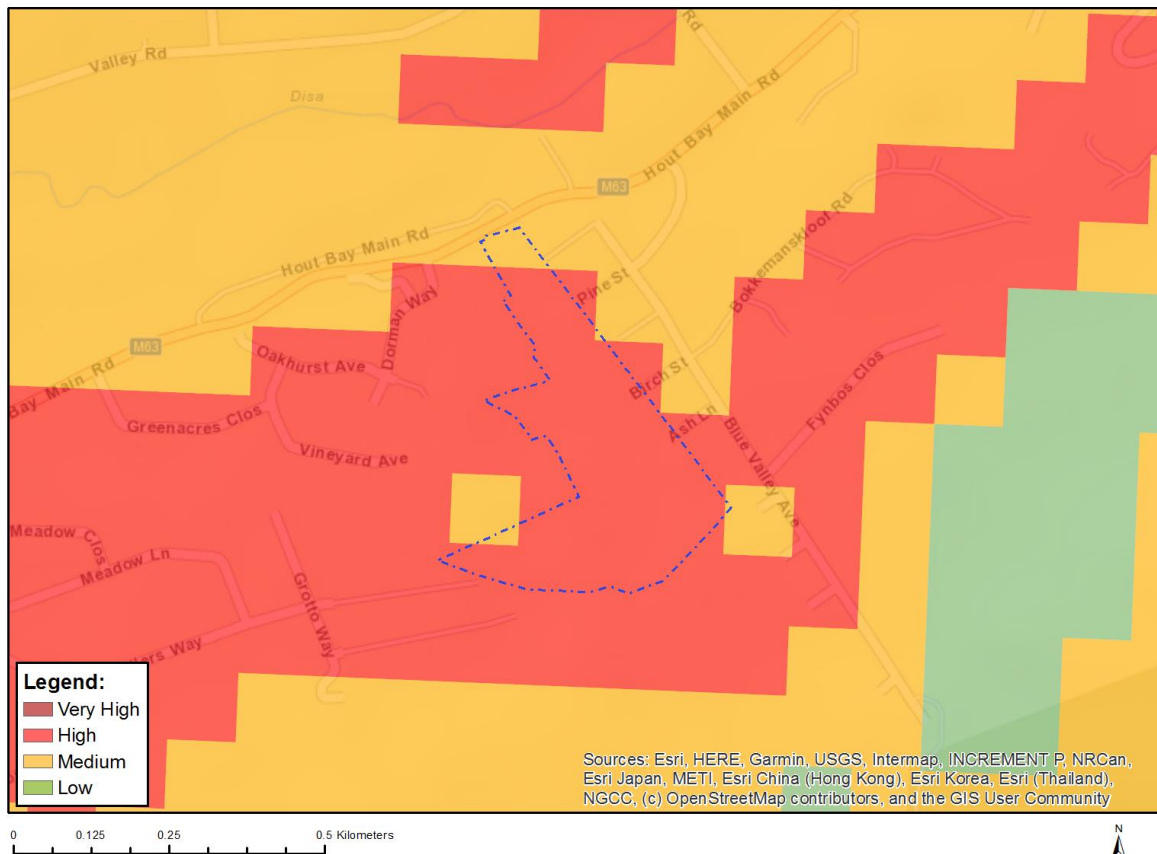 Rd
Valley Rd
Disa
Hout Bay Main Rd
M63
Hout Bay Main Rd
Bokkemanskloof Rd
Pine St
Dorman Way
M63
Oakhurst Ave
Bay Main Rd
Birch St
Fynbos Clos
Greenacres Clos
Ash Ln
Vineyard Ave
Blue Valley Ave
Meadow Clos
Meadow Ln
Grotto Way
Way
Legend:
Very High
High
Medium
Low
Sources: Esri, HERE, Garmin, USGS, Intermap, INCREMENT P, NRCan,
Esri Japan, METI, Esri China (Hong Kong), Esri Korea, Esri (Thailand),
NGCC, (c) OpenStreetMap contributors, and the GIS User Community
0 0.125 0.25 0.5 Kilometers
N